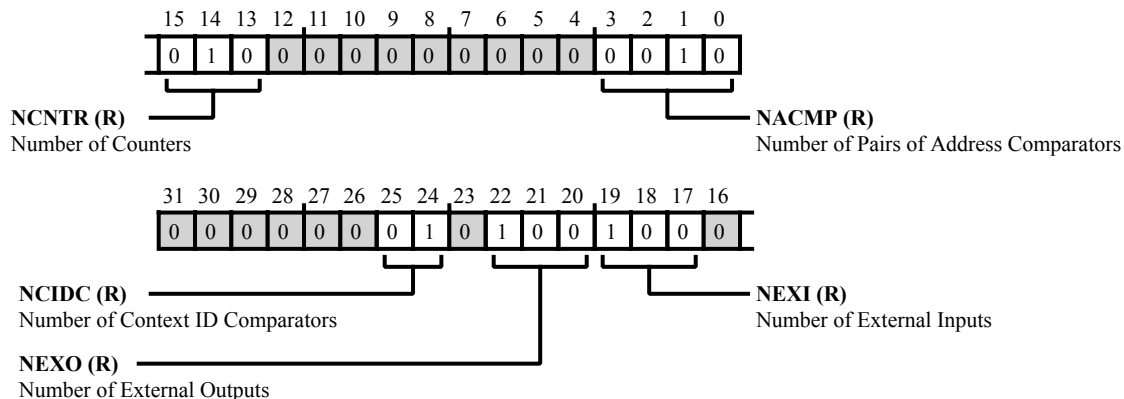 15 14 13 12 11 10 9 8 7 6 5 4 3 2 1 0
0 1 0 0 0 0 0 0 0 0 0 0 0 0 1 0
NCNTR (R)
Number of Counters
NACMP (R)
Number of Pairs of Address Comparators
31 30 29 28 27 26 25 24 23 22 21 20 19 18 17 16
0 0 0 0 0 0 0 1 0 1 0 0 1 0 0 0
NCIDC (R)
Number of Context ID Comparators
NEXI (R)
Number of External Inputs
NEXO (R)
Number of External Outputs